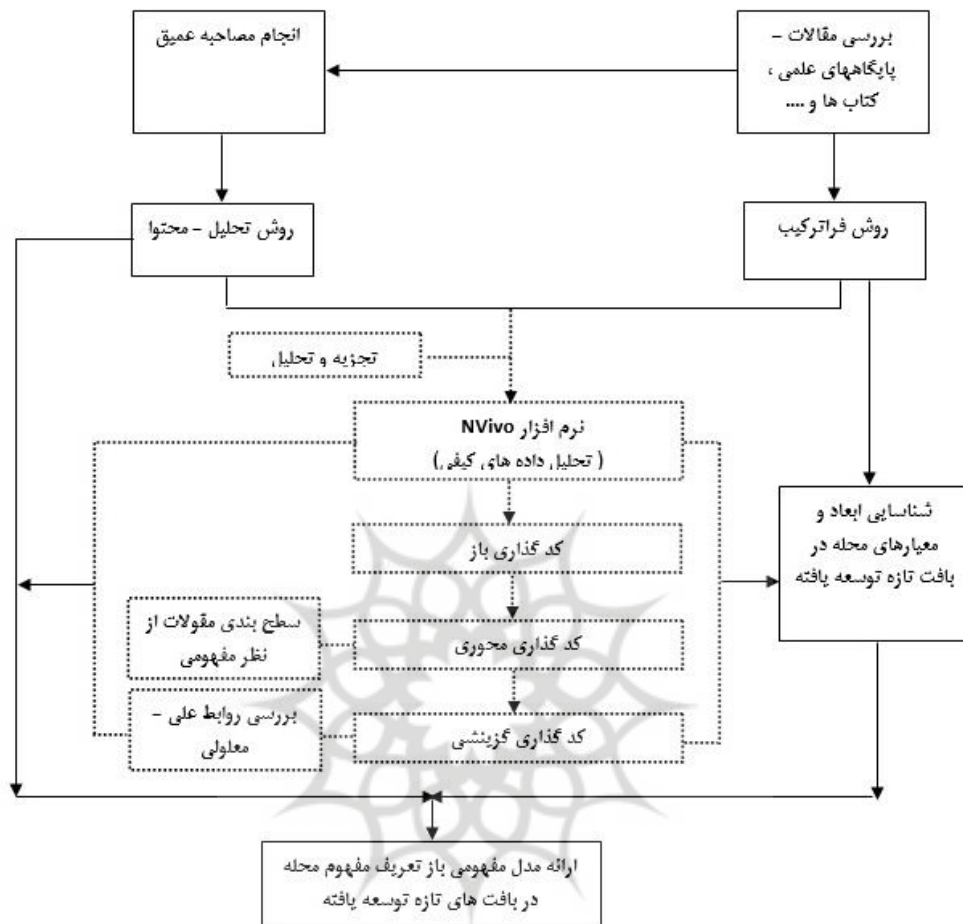 بررسی مقالات –
پایگاههای علمی ،
کتاب ها و ....
انجام مصاحبه عمیق
روش فراترکیب
روش تحلیل – محتوا
تجزیه و تحلیل
نرم افزار NVivo
( تحلیل داده های کیفی)
کد گذاری باز
کد گذاری محوری
سطح بندی مقولات از
نظر مفهومی
کد گذاری گزینشی
بررسی روابط علی –
معلولی
شناسایی ابعاد و
معیارهای محله در
بافت تازه توسعه یافته
ارائه مدل مفهومی باز تعریف مفهوم محله
در بافت های تازه توسعه یافته